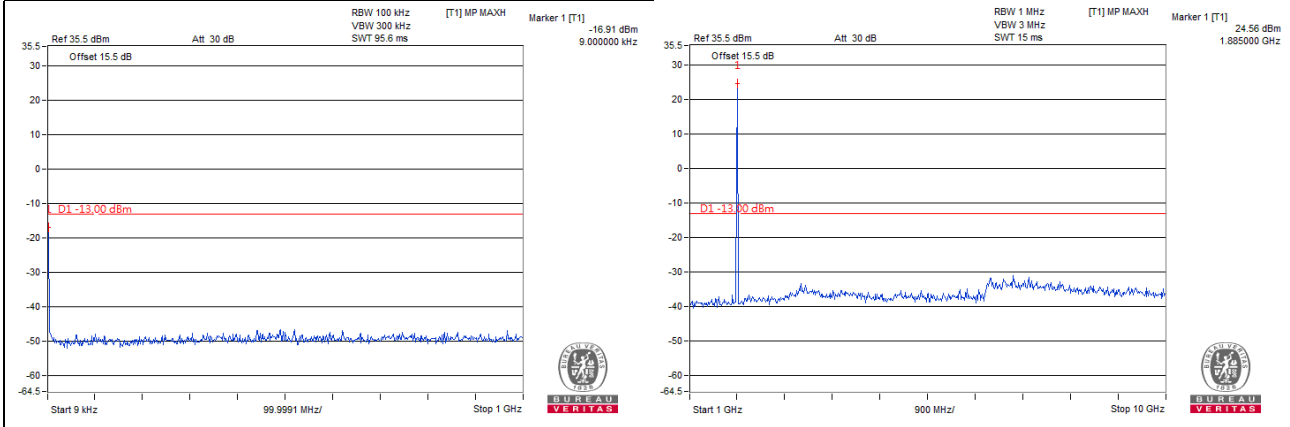 RBW 100 kHz [T1] MP MAXH Marker 1 [T1]
VBW 300 kHz -16.91 dBm
Ref 35.5 dBm Att 30 dB SWT 95.6 ms 9.000000 kHz
35.5
Offset 15.5 dB
30
20
10
0
-10
1 D1 -13.00 dBm
-20
-30
-40
-50
-60
-64.5
Start 9 kHz 99.9991 MHz/ Stop 1 GHz
1828
BUREAU
VERITAS
RBW 1 MHz [T1] MP MAXH Marker 1 [T1]
VBW 3 MHz 24.56 dBm
Ref 35.5 dBm Att 30 dB SWT 15 ms 1.885000 GHz
35.5
Offset 15.5 dB
30
1
20
10
0
-10
D1 -13.00 dBm
-20
-30
-40
-50
-60
-64.5
Start 1 GHz 900 MHz/ Stop 10 GHz
BUREAU VERITAS
1828
BUREAU
VERITAS